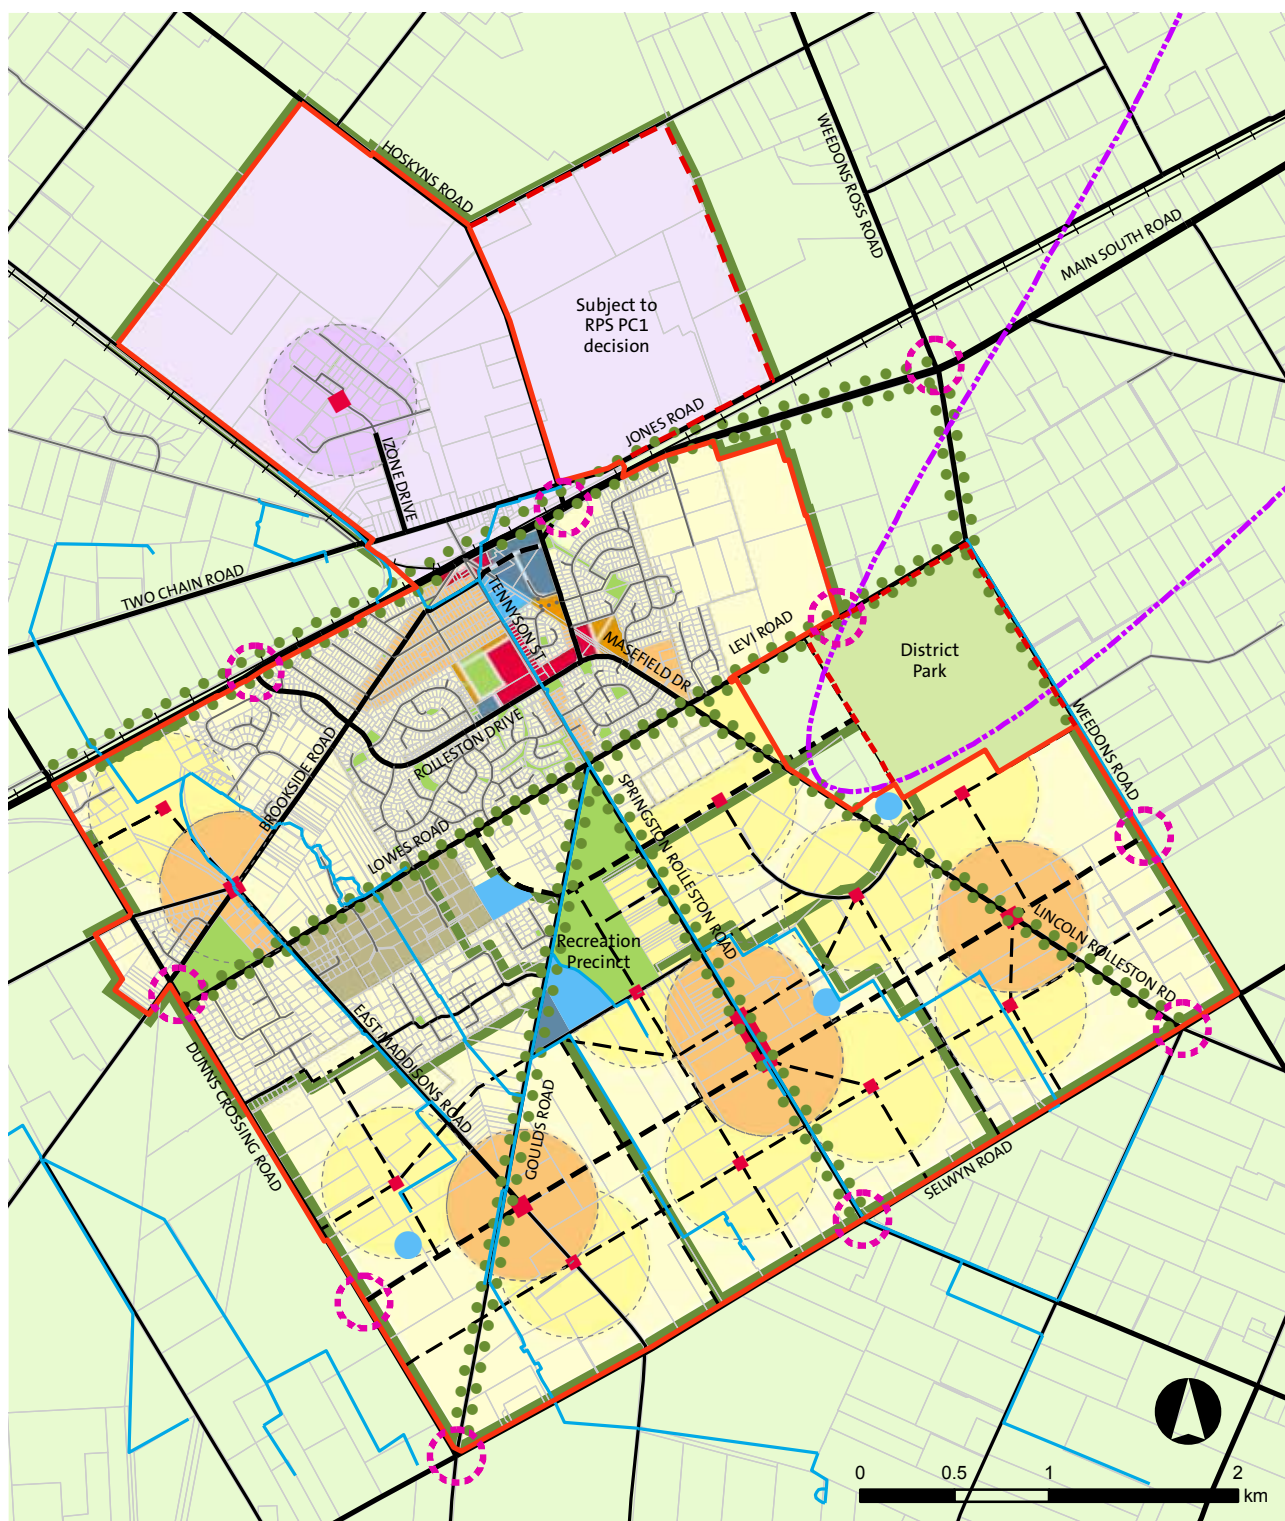 HOSKYNS ROAD
WEEDONS ROSS ROAD
MAIN SOUTH ROAD
Subject to
RPS PC1
decision
JONES ROAD
IZONE DRIVE
TWO CHAIN ROAD
TENNYSON ST
MASEFIELD DR
LEVI ROAD
District
Park
WEEDONS ROAD
ROLLESTON DRIVE
BROOKSIDE ROAD
LOWES ROAD
SPRINGSTON ROLLESTON ROAD
Recreation
Precinct
LINCOLN ROLLESTON RD
EAST MADDISONS ROAD
DUNNS CROSSING ROAD
GOULDS ROAD
SELWYN ROAD
0 0.5 1 2
km